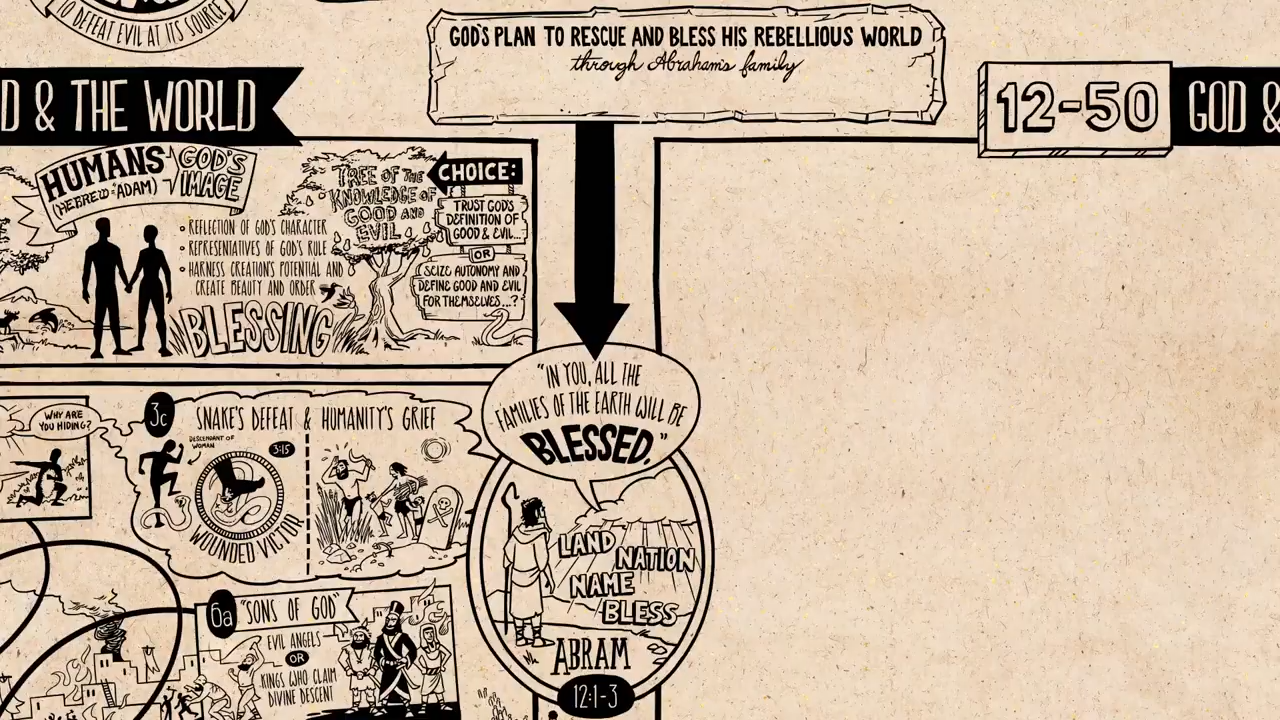 TO DEFEAT EVIL AT ITS SOURCE
GOD'S PLAN TO RESCUE AND BLESS HIS REBELLIOUS WORLD
through Abraham's family
D & THE WORLD
12-50
GOD &
HUMANS
(HEBREW=ADAM)
GOD'S
IMAGE
• REFLECTION OF GOD'S CHARACTER
• REPRESENTATIVES OF GOD'S RULE
• HARNESS CREATION'S POTENTIAL AND
CREATE BEAUTY AND ORDER
BLESSING
TREE OF THE
KNOWLEDGE OF
GOOD AND
EVIL
CHOICE:
TRUST GOD'S
DEFINITION OF
GOOD & EVIL...
OR
SEIZE AUTONOMY AND
DEFINE GOOD AND EVIL
FOR THEMSELVES...?
"IN YOU, ALL THE
FAMILIES OF THE EARTH WILL BE
BLESSED."
WHY ARE
YOU HIDING?
3c
SNAKE'S DEFEAT & HUMANITY'S GRIEF
DESCENDANT OF
WOMAN
3:15
WOUNDED VICTOR
LAND
NATION
NAME
BLESS
ABRAM
12:1-3
6a
"SONS OF GOD"
EVIL ANGELS
OR
KINGS WHO CLAIM
DIVINE DESCENT